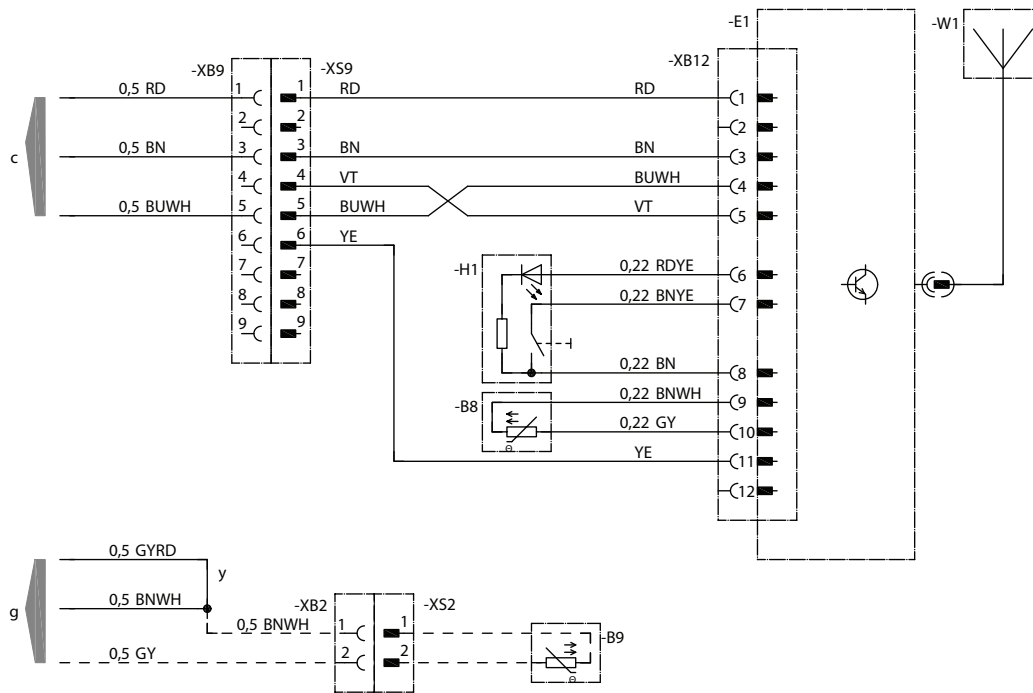 -E1
-W1
-XB9
-XS9
-XB12
0,5 RD
1
1
RD
RD
1
2
2
2
c
0,5 BN
3
3
BN
BN
3
4
4
VT
BUWH
4
0,5 BUWH
5
5
BUWH
VT
5
6
6
YE
7
7
-H1
0,22 RDYE
6
8
8
0,22 BNYE
7
9
9
0,22 BN
8
-B8
0,22 BNWH
9
0,22 GY
10
Θ
YE
11
12
0,5 GYRD
y
g
0,5 BNWH
-XB2
-XS2
0,5 BNWH
1
1
-B9
0,5 GY
2
2
Θ